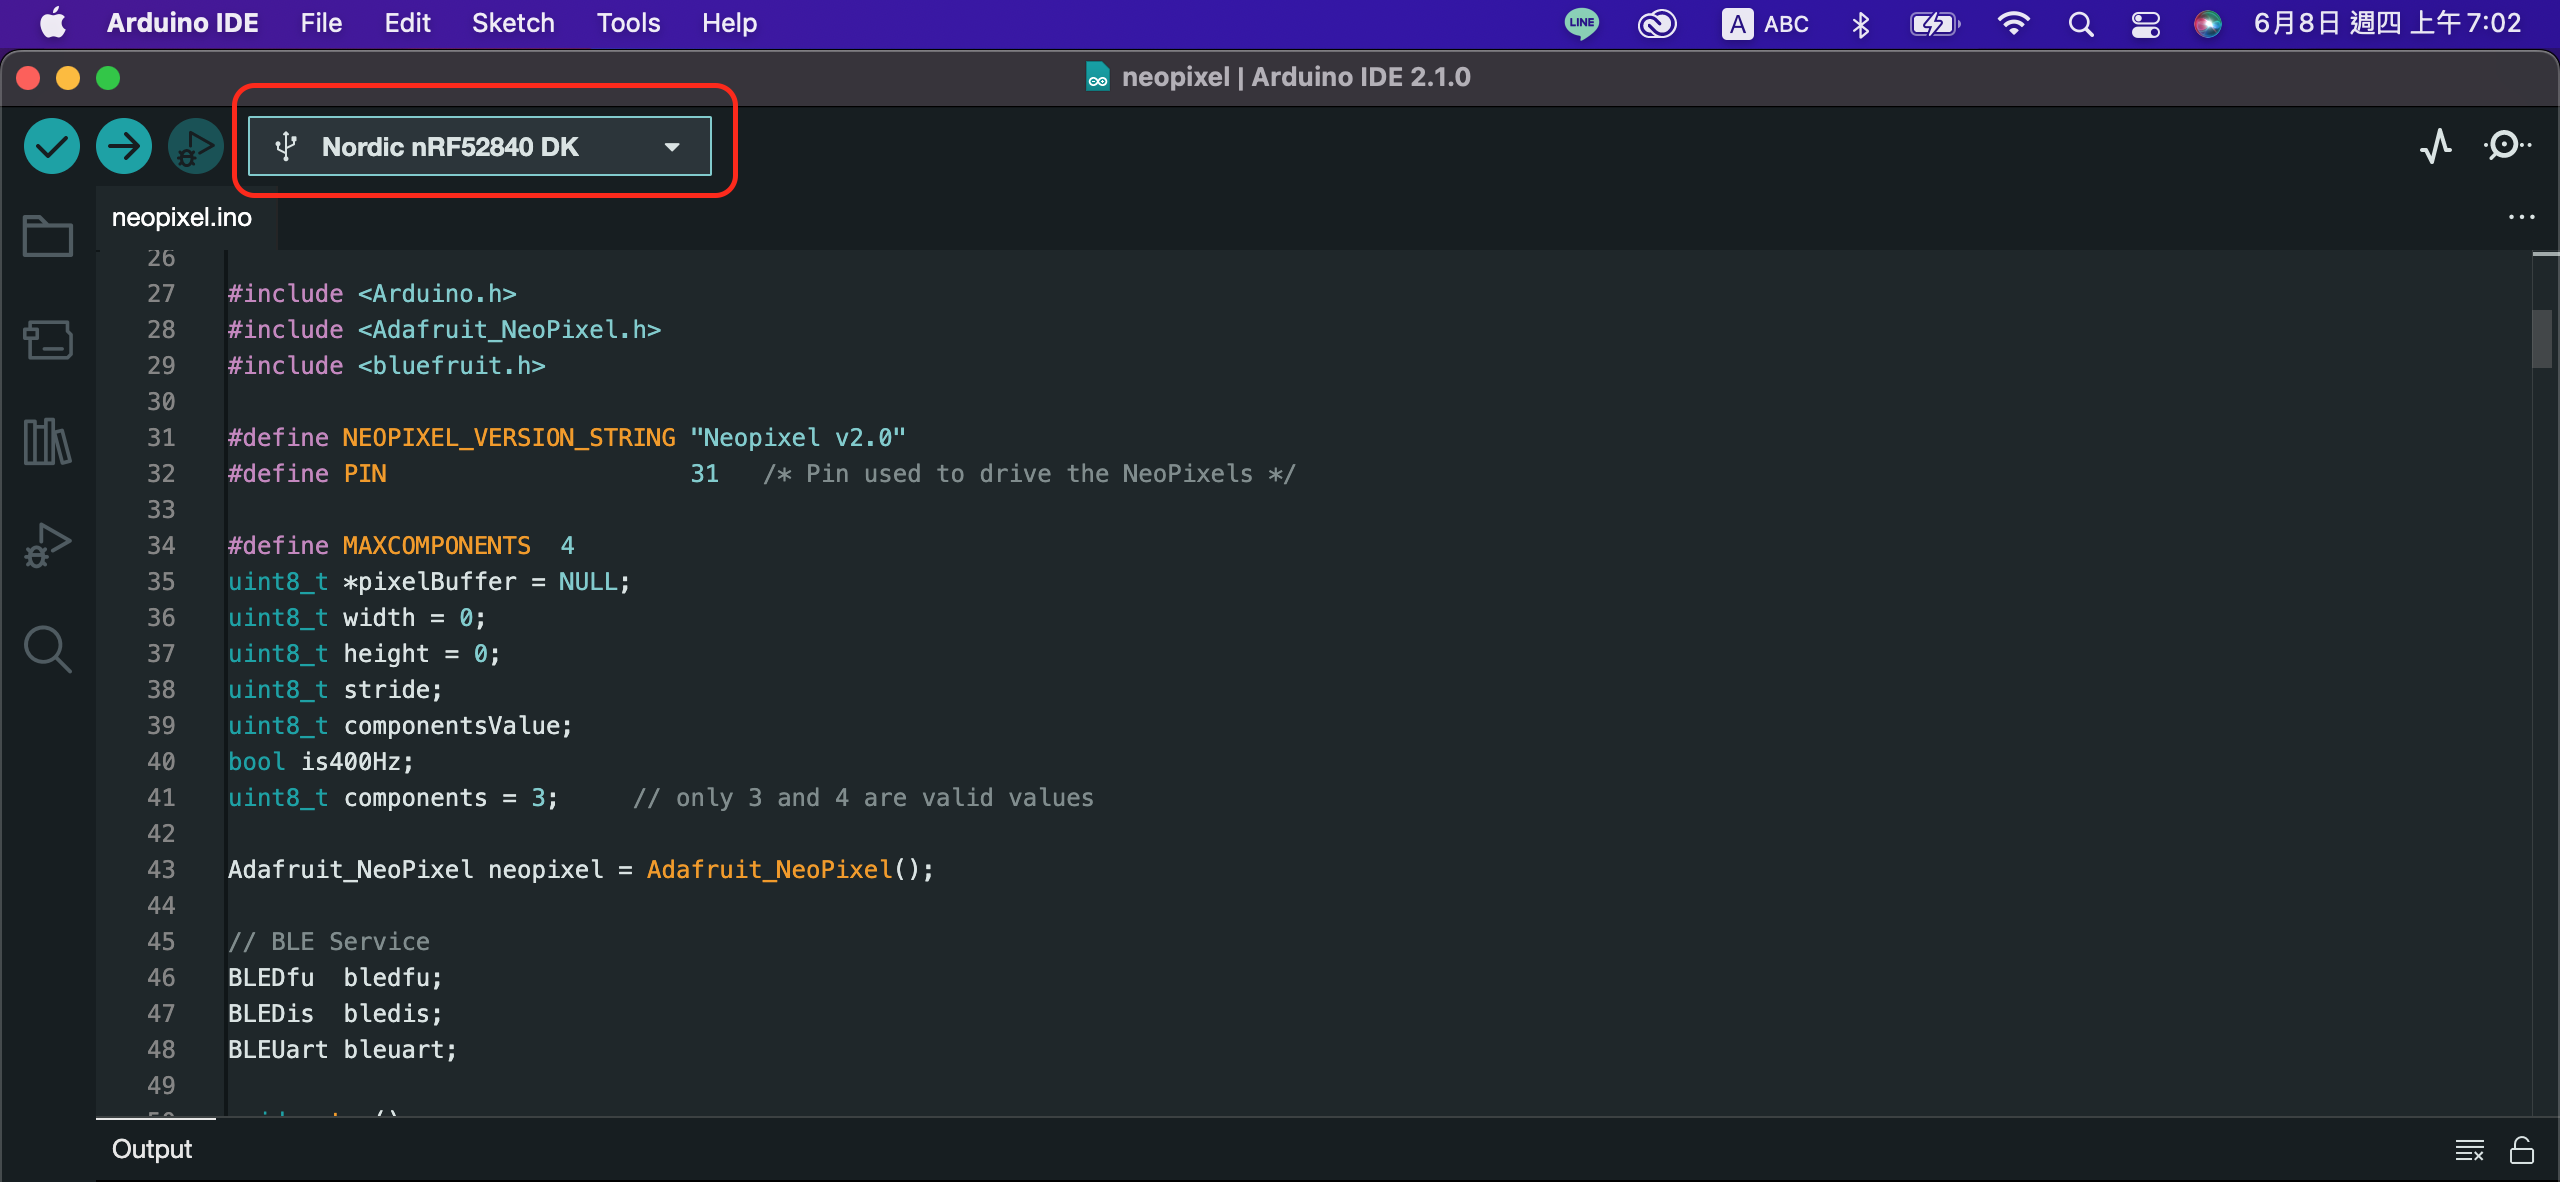 Arduino IDE File Edit Sketch Tools Help LINE A ABC 6月8日 週四 上午7:02
neopixel | Arduino IDE 2.1.0
Nordic nRF52840 DK
neopixel.ino
26
27 #include <Arduino.h>
28 #include <Adafruit_NeoPixel.h>
29 #include <bluefruit.h>
30
31 #define NEOPIXEL_VERSION_STRING "Neopixel v2.0"
32 #define PIN 31 /* Pin used to drive the NeoPixels */
33
34 #define MAXCOMPONENTS 4
35 uint8_t *pixelBuffer = NULL;
36 uint8_t width = 0;
37 uint8_t height = 0;
38 uint8_t stride;
39 uint8_t componentsValue;
40 bool is400Hz;
41 uint8_t components = 3; // only 3 and 4 are valid values
42
43 Adafruit_NeoPixel neopixel = Adafruit_NeoPixel();
44
45 // BLE Service
46 BLEDfu bledfu;
47 BLEDis bledis;
48 BLEUart bleuart;
49
Output